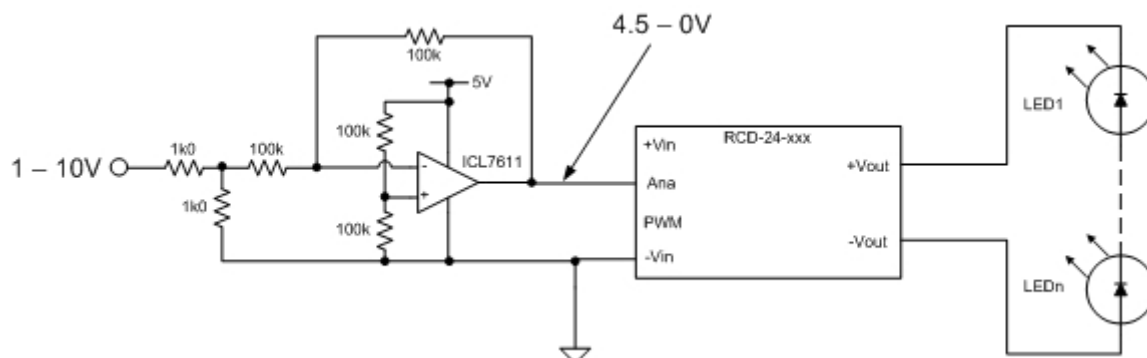 4.5 – 0V
100k
5V
100k
ICL7611
1 – 10V
1k0
100k
-
+
1k0
100k
RCD-24-xxx
+Vin
+Vout
Ana
PWM
-Vout
-Vin
LED1
LEDn